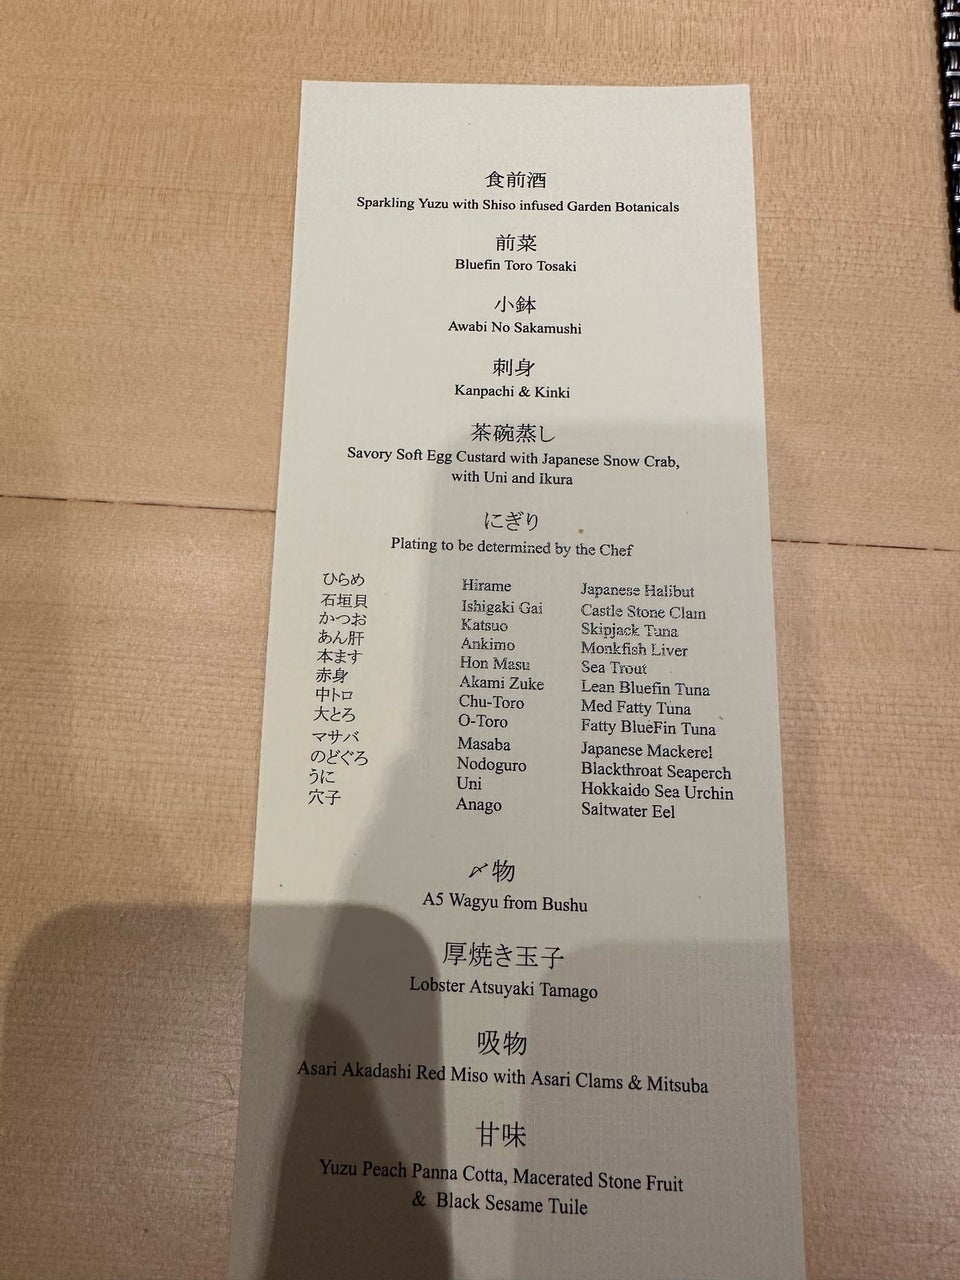 食前酒
Sparkling Yuzu with Shiso infused Garden Botanicals
前菜
Bluefin Toro Tosaki
小鉢
Awabi No Sakamushi
刺身
Kanpachi & Kinki
茶碗蒸し
Savory Soft Egg Custard with Japanese Snow Crab,
with Uni and Ikura
にぎり
Plating to be determined by the Chef
ひらめ Hirame Japanese Halibut
石垣貝 Ishigaki Gai Castle Stone Clam
かつお Katsuo Skipjack Tuna
あん肝 Ankimo Monkfish Liver
本ます Hon Masu Sea Trout
赤身 Akami Zuke Lean Bluefin Tuna
中トロ Chu-Toro Med Fatty Tuna
大とろ O-Toro Fatty BlueFin Tuna
マサバ Masaba Japanese Mackerel
のどぐろ Nodoguro Blackthroat Seaperch
うに Uni Hokkaido Sea Urchin
穴子 Anago Saltwater Eel
〆物
A5 Wagyu from Bushu
厚焼き玉子
Lobster Atsuyaki Tamago
吸物
Asari Akadashi Red Miso with Asari Clams & Mitsuba
甘味
Yuzu Peach Panna Cotta, Macerated Stone Fruit
& Black Sesame Tuile